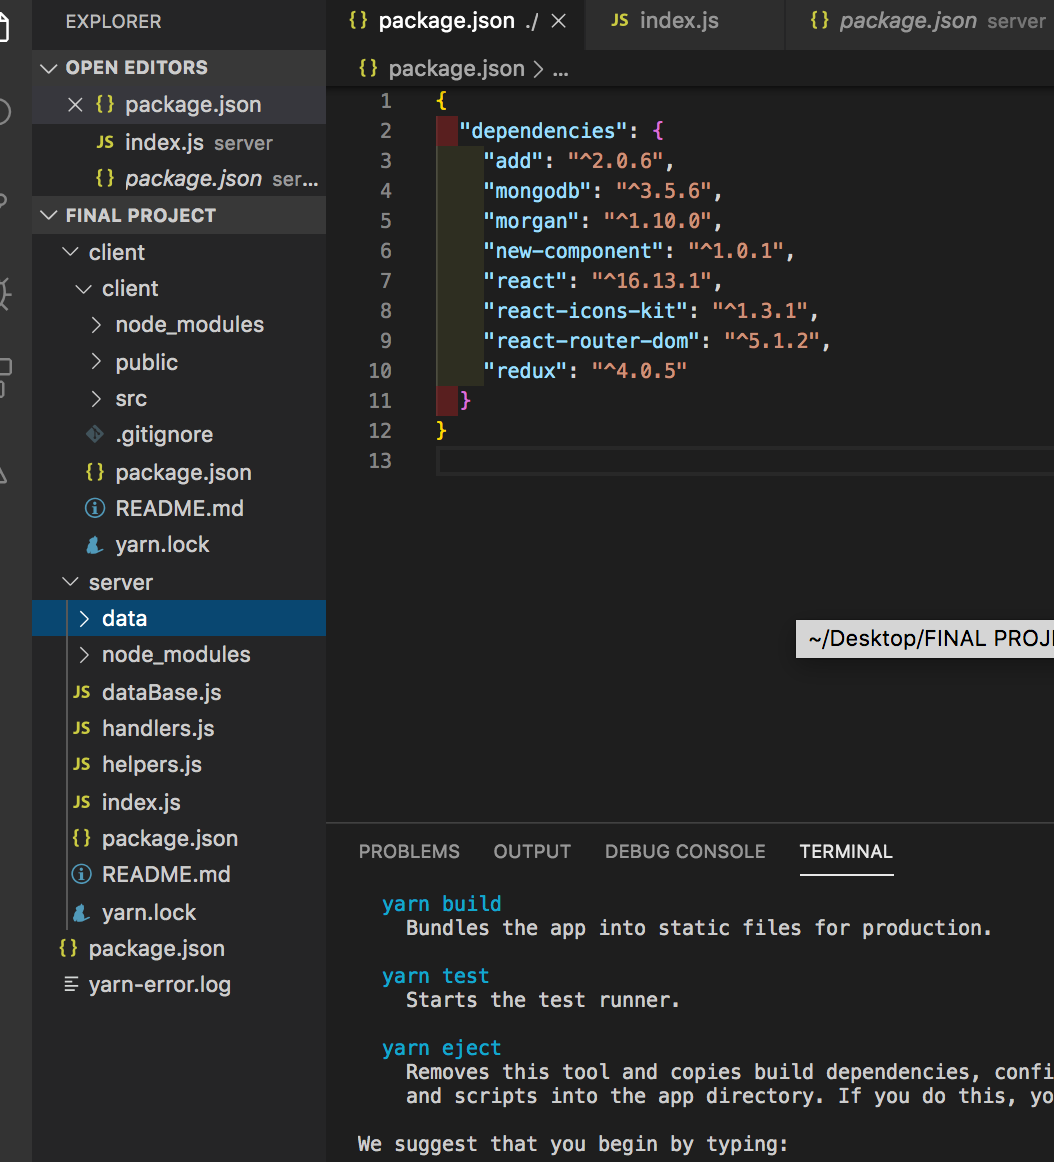 EXPLORER
OPEN EDITORS
package.json
index.js server
package.json ser...
FINAL PROJECT
client
client
node_modules
public
src
.gitignore
package.json
README.md
yarn.lock
server
data
node_modules
dataBase.js
handlers.js
helpers.js
index.js
package.json
README.md
yarn.lock
package.json
yarn-error.log
{} package.json ./
JS index.js
{} package.json server
{} package.json > ...
1 {
2 "dependencies": {
3 "add": "^2.0.6",
4 "mongodb": "^3.5.6",
5 "morgan": "^1.10.0",
6 "new-component": "^1.0.1",
7 "react": "^16.13.1",
8 "react-icons-kit": "^1.3.1",
9 "react-router-dom": "^5.1.2",
10 "redux": "^4.0.5"
11 }
12 }
13
~/Desktop/FINAL PROJ
PROBLEMS OUTPUT DEBUG CONSOLE TERMINAL
yarn build
Bundles the app into static files for production.
yarn test
Starts the test runner.
yarn eject
Removes this tool and copies build dependencies, confi
and scripts into the app directory. If you do this, yo
We suggest that you begin by typing: